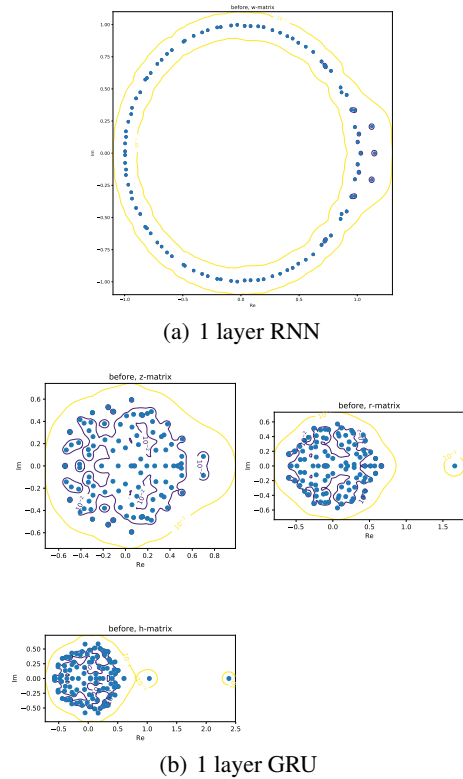 before, w-matrix
1.00
0.75
0.50
0.25
0.00
−0.25
−0.50
−0.75
−1.00
Im
−1.0 −0.5 0.0 0.5 1.0
Re
(a) 1 layer RNN
before, z-matrix
0.6
0.4
0.2
0.0
−0.2
−0.4
−0.6
Im
−0.6 −0.4 −0.2 0.0 0.2 0.4 0.6 0.8
Re
before, r-matrix
0.6
0.4
0.2
0.0
−0.2
−0.4
−0.6
Im
−0.5 0.0 0.5 1.0 1.5
Re
before, h-matrix
0.50
0.25
0.00
−0.25
−0.50
Im
−0.5 0.0 0.5 1.0 1.5 2.0 2.5
Re
(b) 1 layer GRU